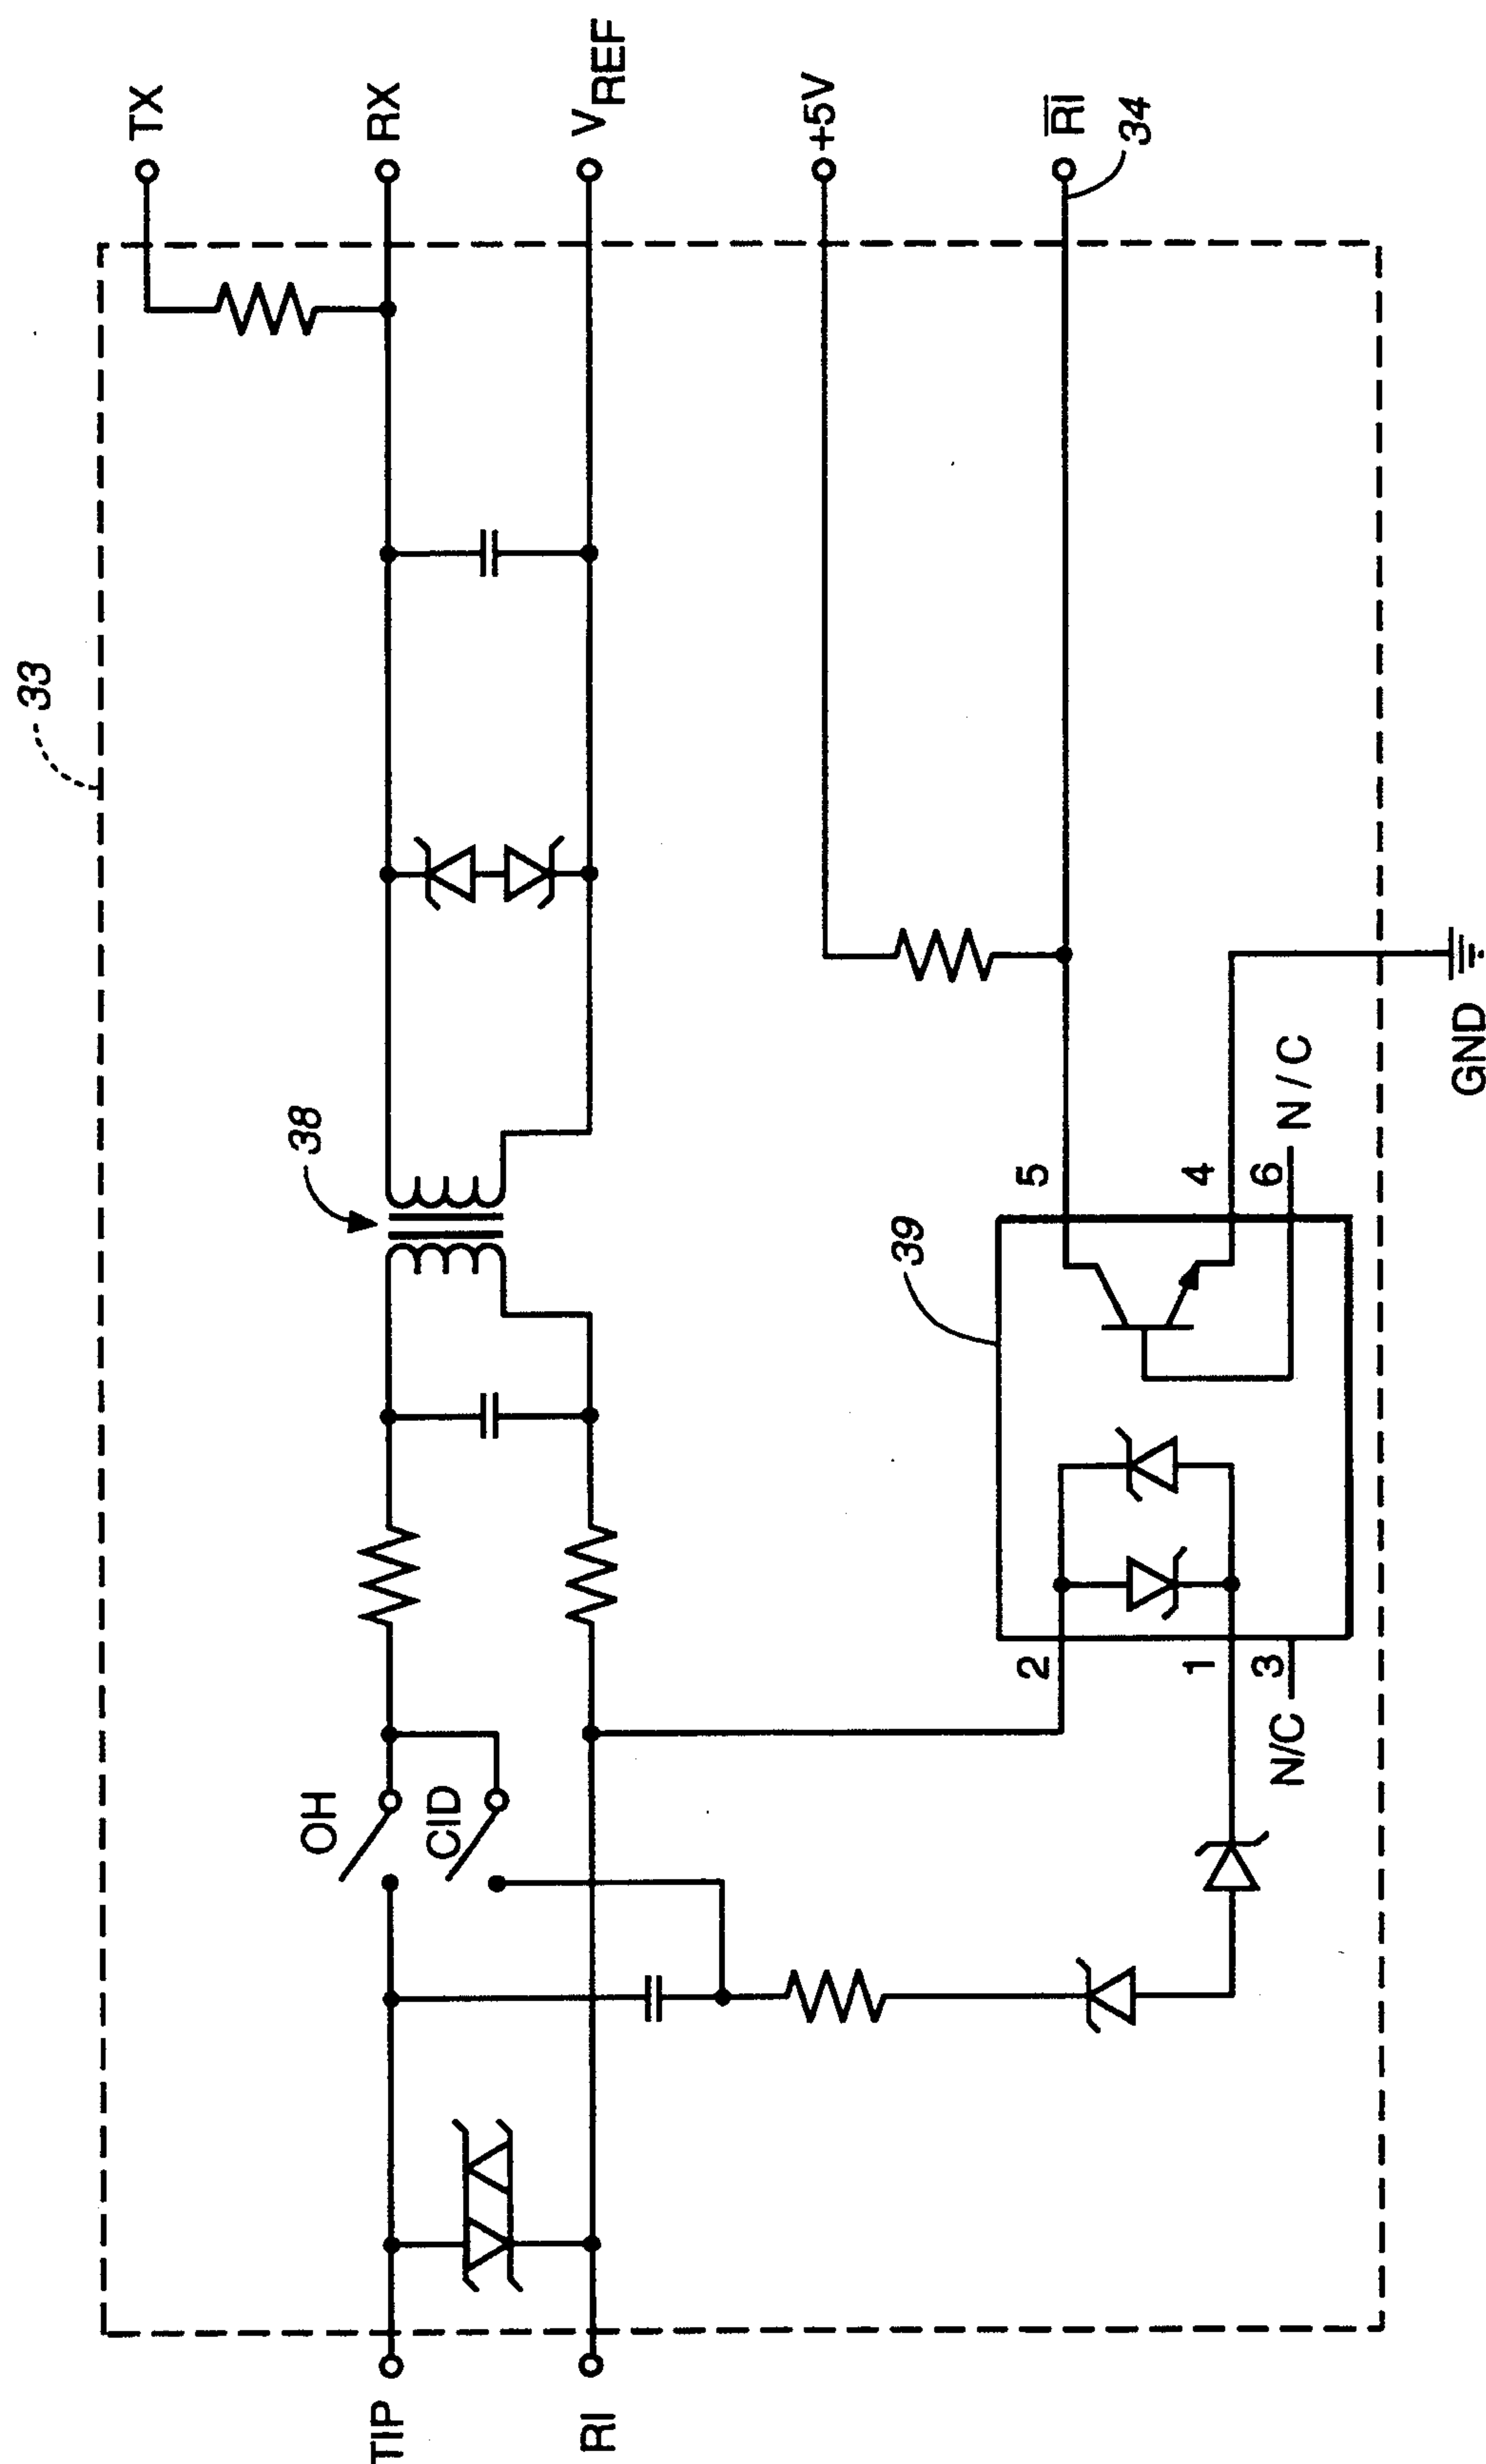 33
TX
RX
VREF
+5V
R̅I̅
34
38
OH
CID
39
5
4
6
N / C
2
1
3
N/C
GND
TIP
RI